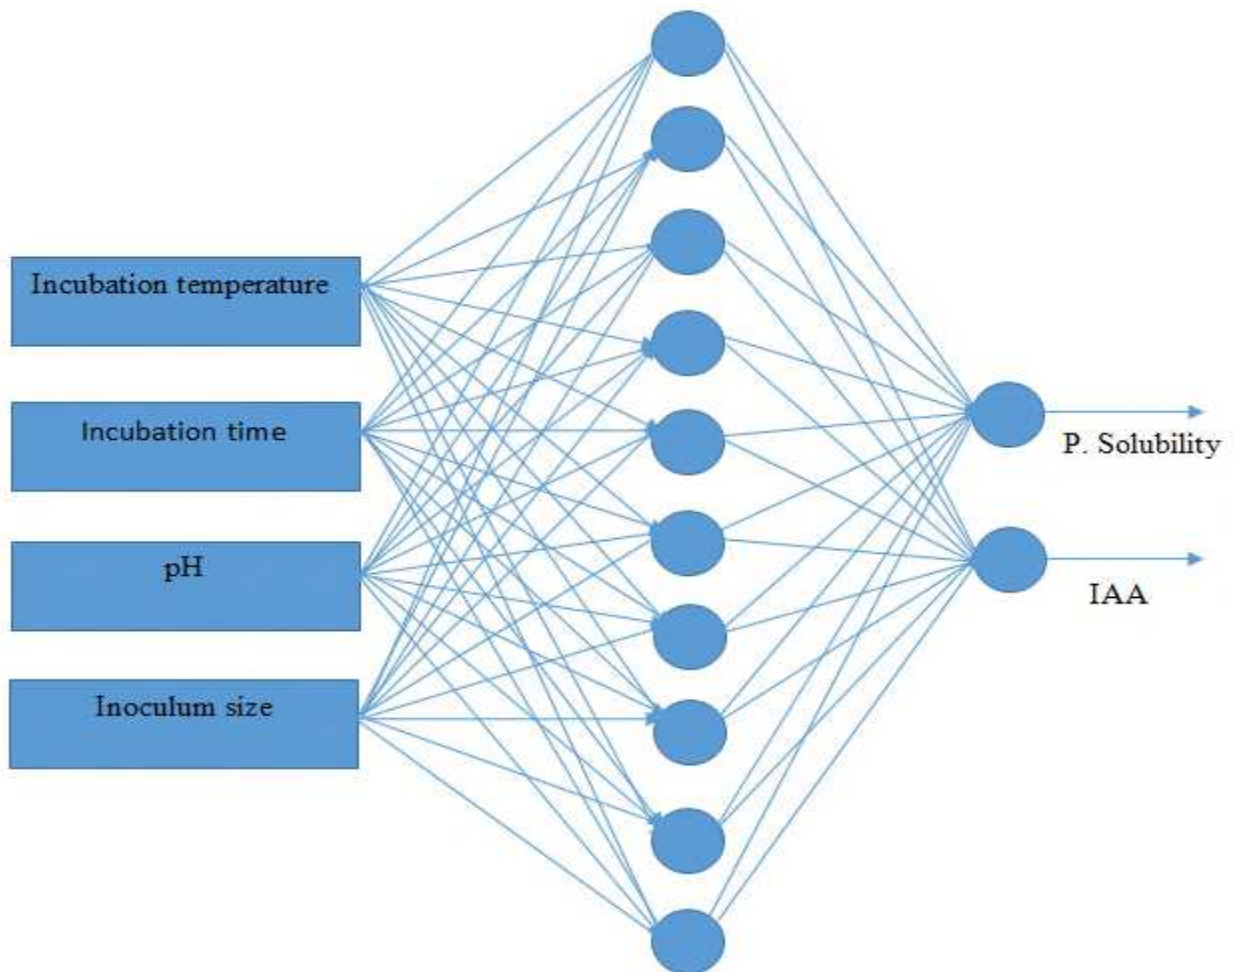 Incubation temperature
Incubation time
pH
Inoculum size
P. Solubility
IAA